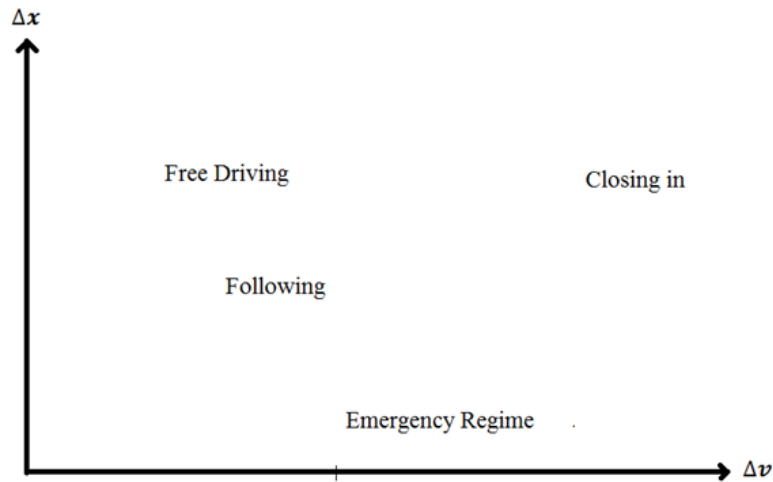 Δx
Free Driving
Closing in
Following
Emergency Regime .
Δv